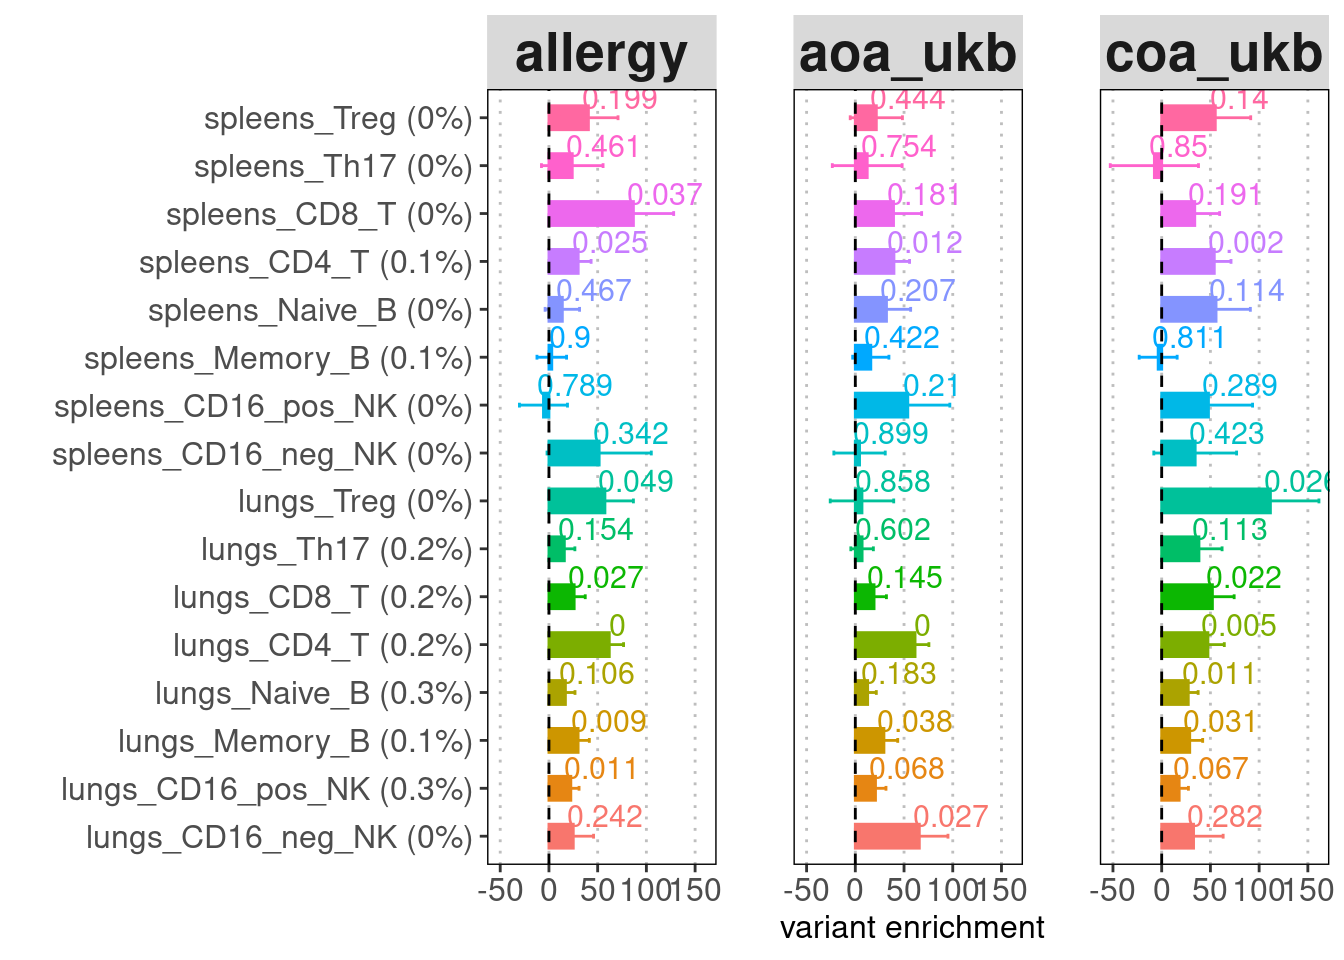 allergy aoa_ukb coa_ukb
spleens_Treg (0%) 0.199 0.444 0.14
spleens_Th17 (0%) 0.461 0.754 0.85
spleens_CD8_T (0%) 0.037 0.181 0.191
spleens_CD4_T (0.1%) 0.025 0.012 0.002
spleens_Naive_B (0%) 0.467 0.207 0.114
spleens_Memory_B (0.1%) 0.9 0.422 0.811
spleens_CD16_pos_NK (0%) 0.789 0.21 0.289
spleens_CD16_neg_NK (0%) 0.342 0.899 0.423
lungs_Treg (0%) 0.049 0.858 0.026
lungs_Th17 (0.2%) 0.154 0.602 0.113
lungs_CD8_T (0.2%) 0.027 0.145 0.022
lungs_CD4_T (0.2%) 0 0 0.005
lungs_Naive_B (0.3%) 0.106 0.183 0.011
lungs_Memory_B (0.1%) 0.009 0.038 0.031
lungs_CD16_pos_NK (0.3%) 0.011 0.068 0.067
lungs_CD16_neg_NK (0%) 0.242 0.027 0.282
-50 0 50 100 150 -50 0 50 100 150 -50 0 50 100 150
variant enrichment